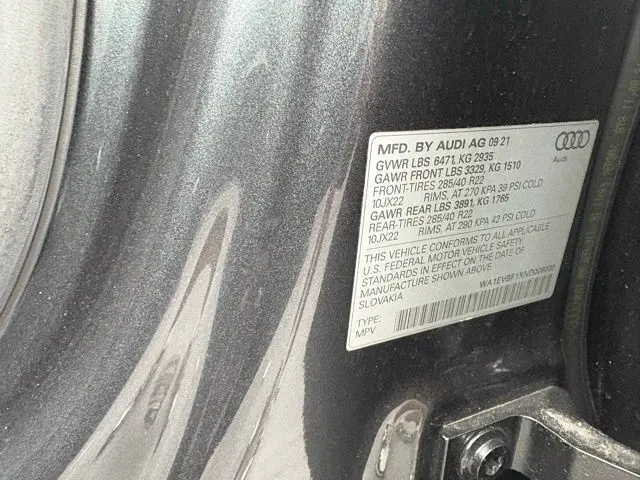 MFD. BY AUDI AG 09 21
GVWR LBS 6471, KG 2935
GAWR FRONT LBS 3329, KG 1510
FRONT-TIRES 285/40 R22
10JX22 RIMS, AT 270 KPA 39 PSI COLD
GAWR REAR LBS 3891, KG 1765
REAR-TIRES 285/40 R22
10JX22 RIMS, AT 290 KPA 42 PSI COLD
Audi
THIS VEHICLE CONFORMS TO ALL APPLICABLE
U.S. FEDERAL MOTOR VEHICLE SAFETY
STANDARDS IN EFFECT ON THE DATE OF
MANUFACTURE SHOWN ABOVE.
SLOVAKIA
TYPE:
MPV